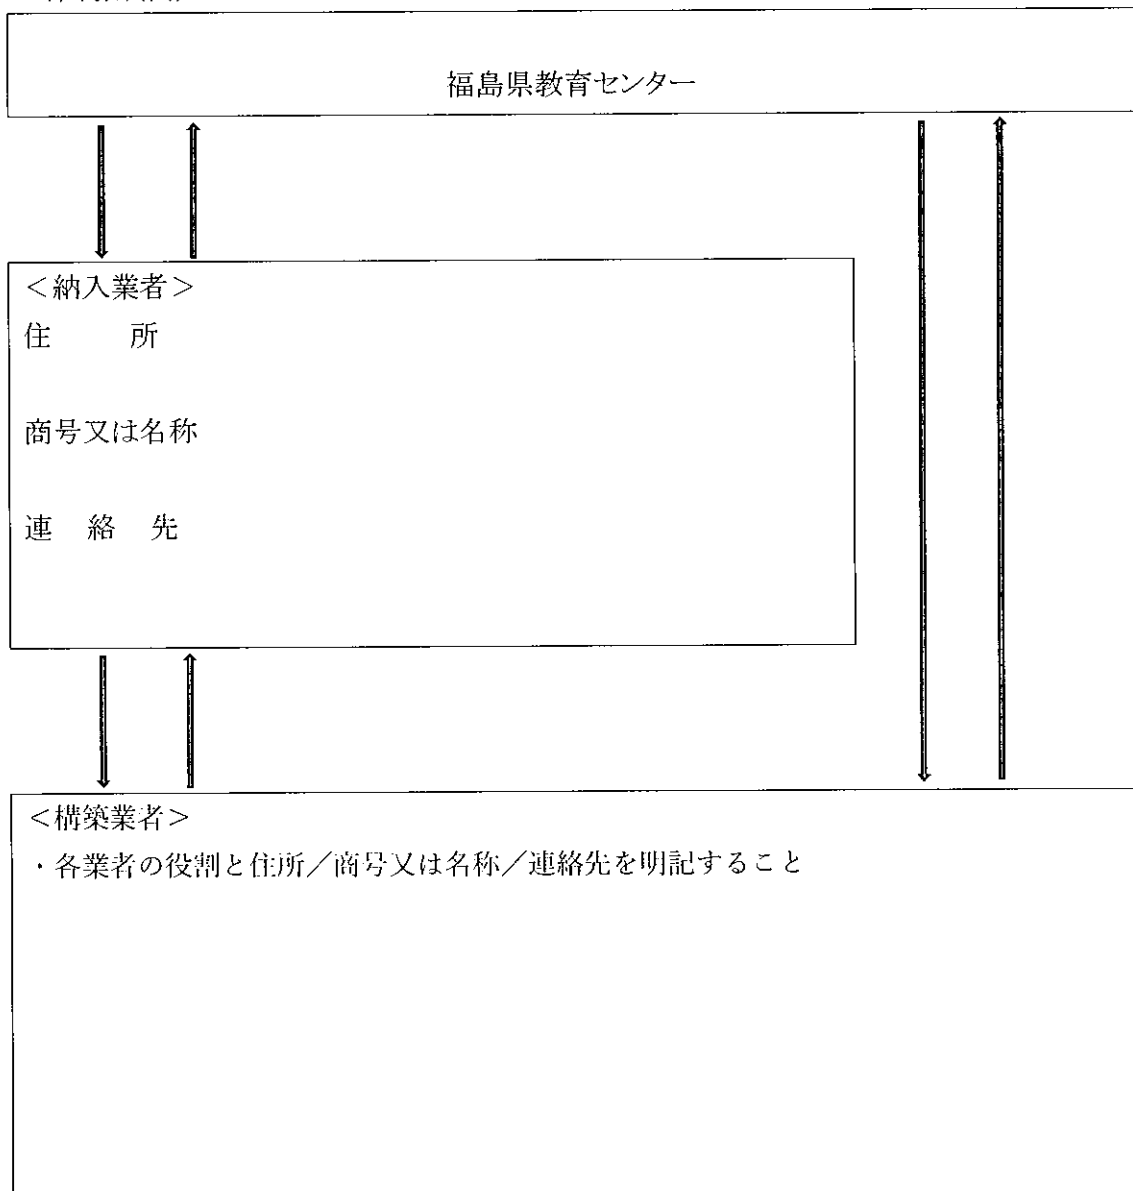 福島県教育センター
＜納入業者＞
住　　所
商号又は名称
連　絡　先
＜構築業者＞
・各業者の役割と住所／商号又は名称／連絡先を明記すること